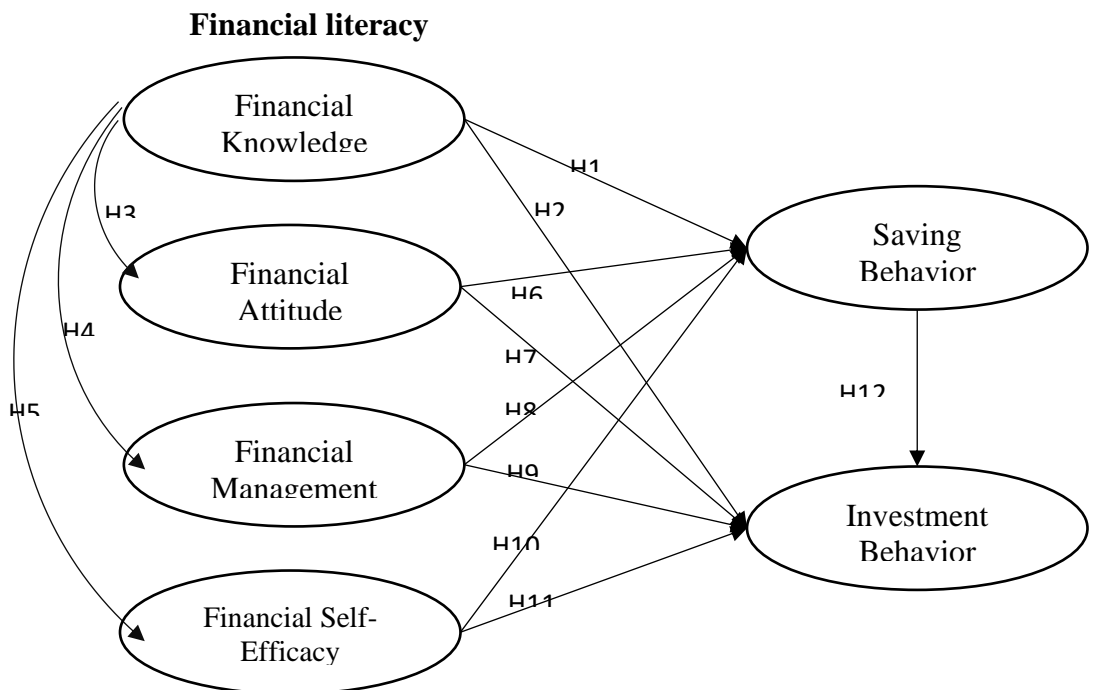 Financial literacy
Financial
Knowledge
H1
H2
H3
Saving
Behavior
Financial
Attitude
H6
H4
H7
H12
H5
H8
Financial
Management
H9
Investment
Behavior
H10
H11
Financial Self-
Efficacy